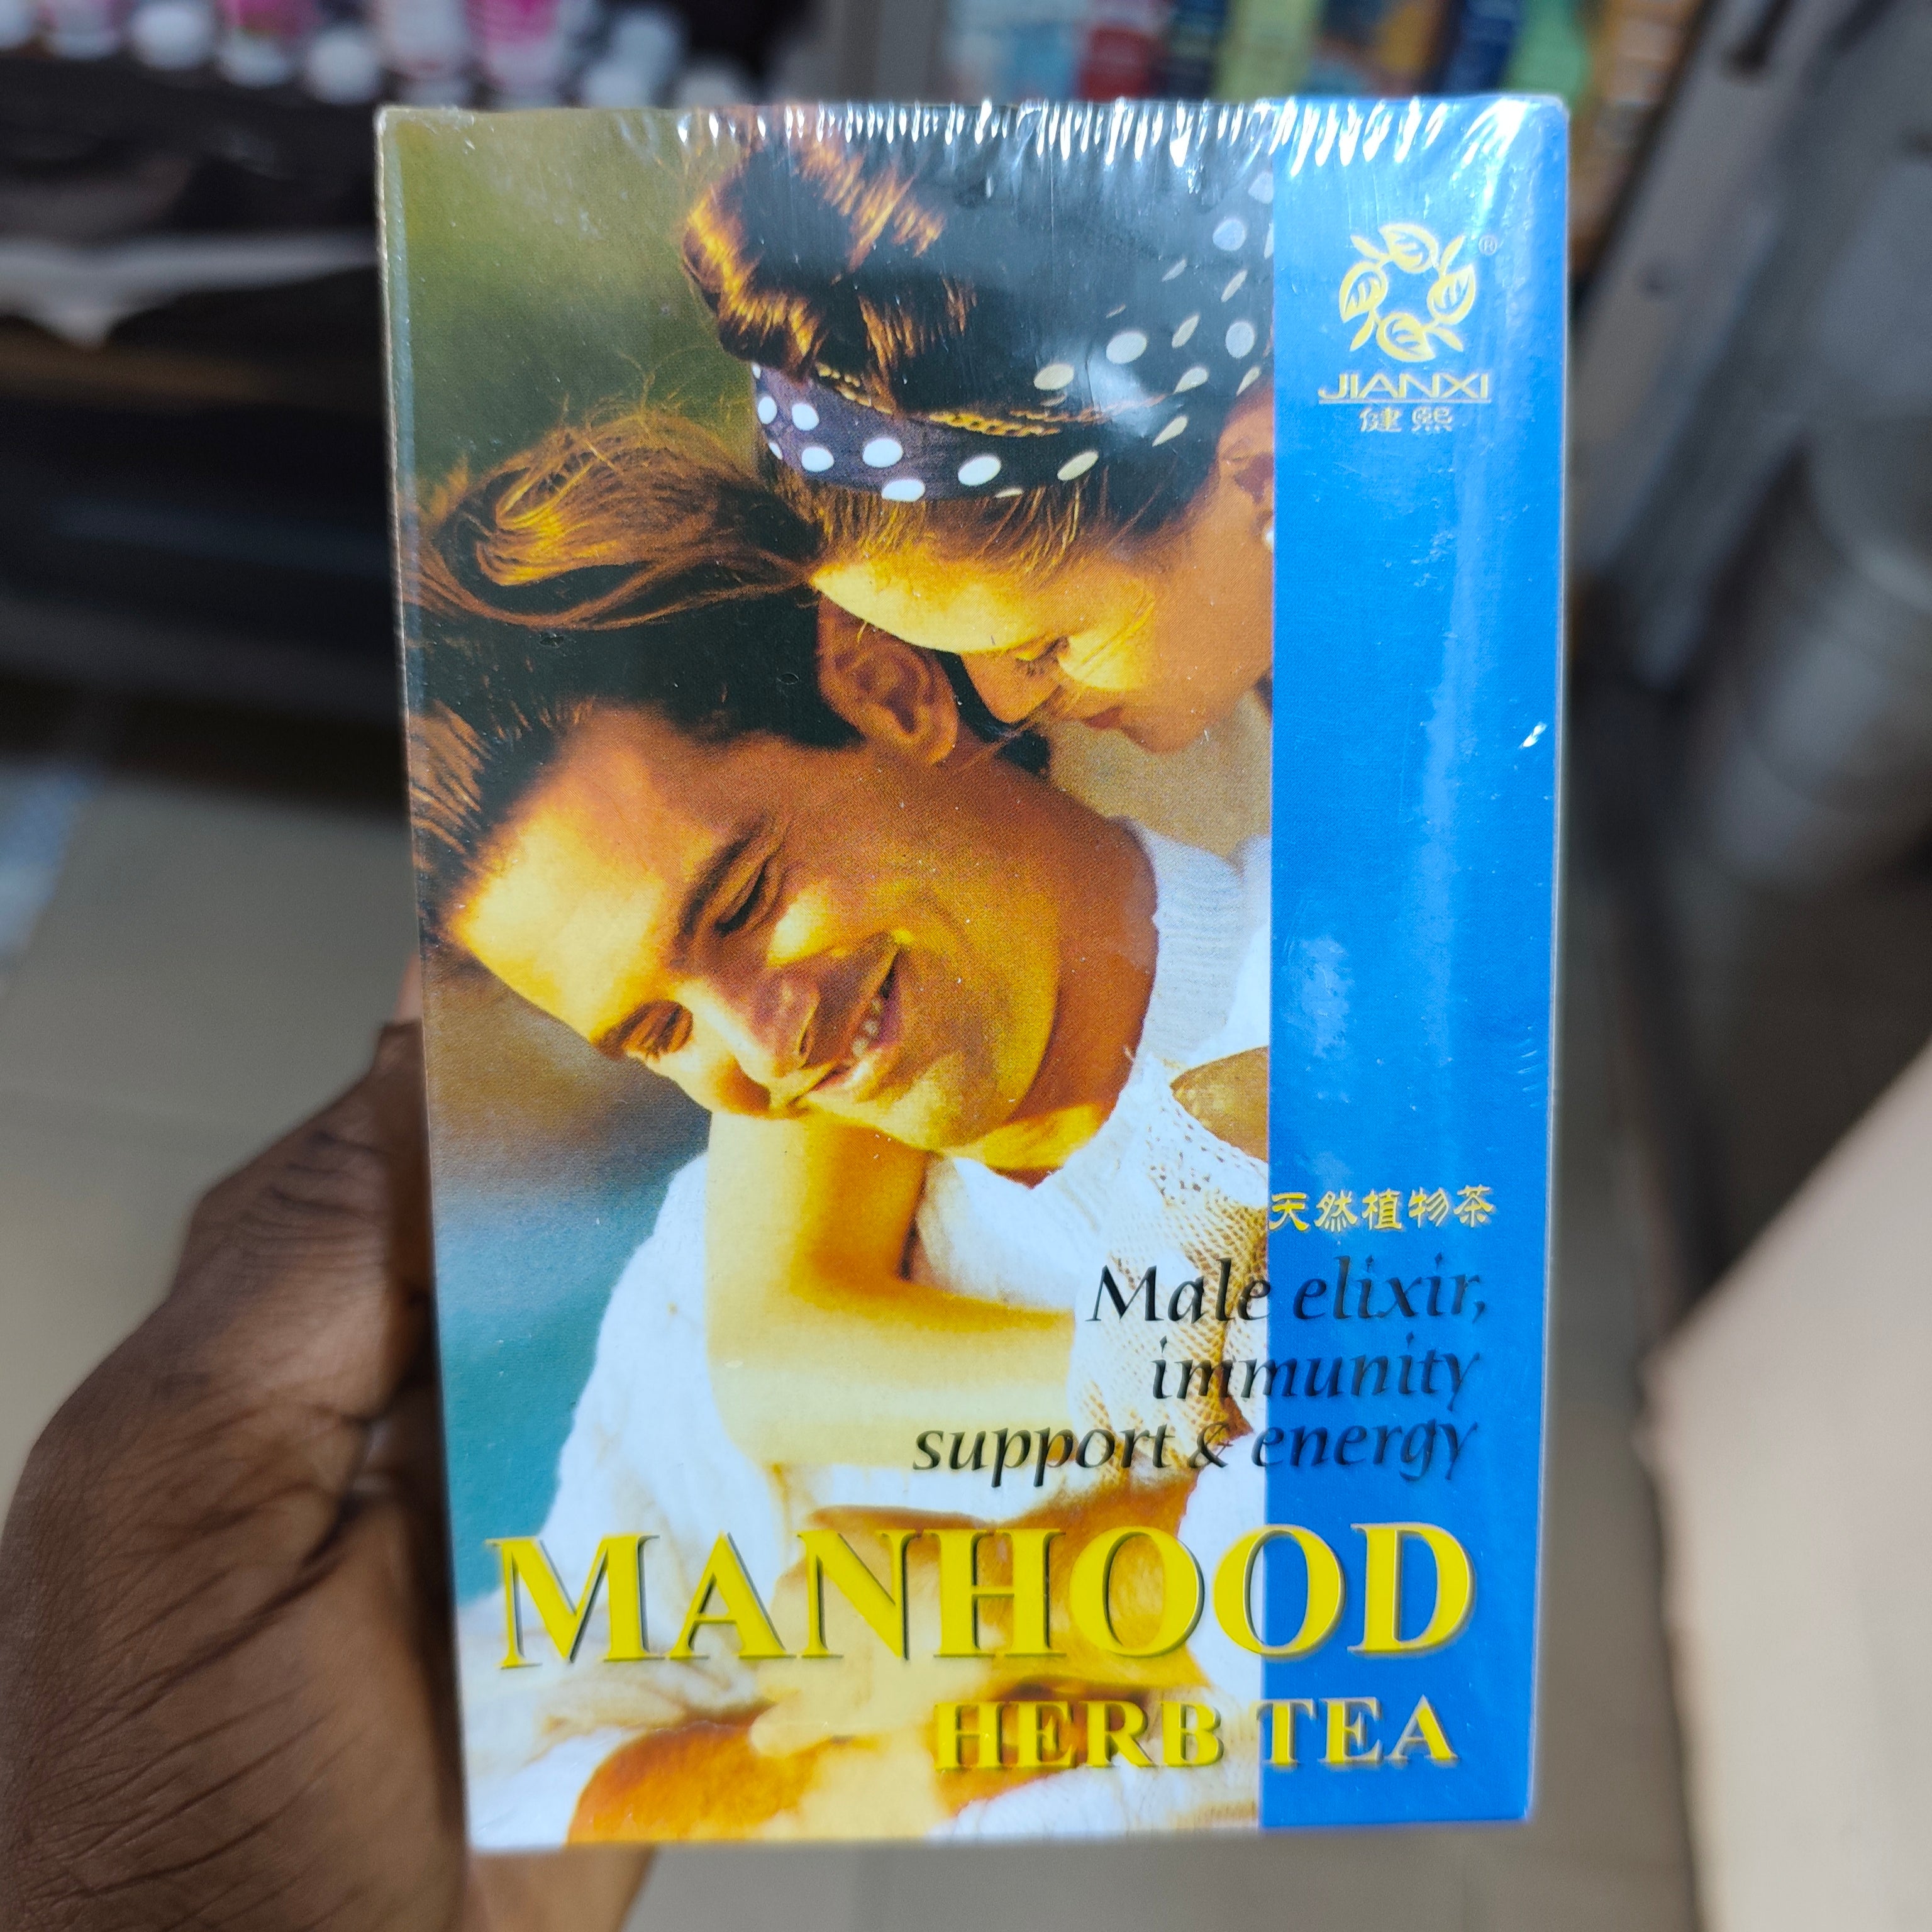 ®
JIANXI
健熙
天然植物茶
Male elixir,
immunity
support & energy
MANHOOD
HERB TEA